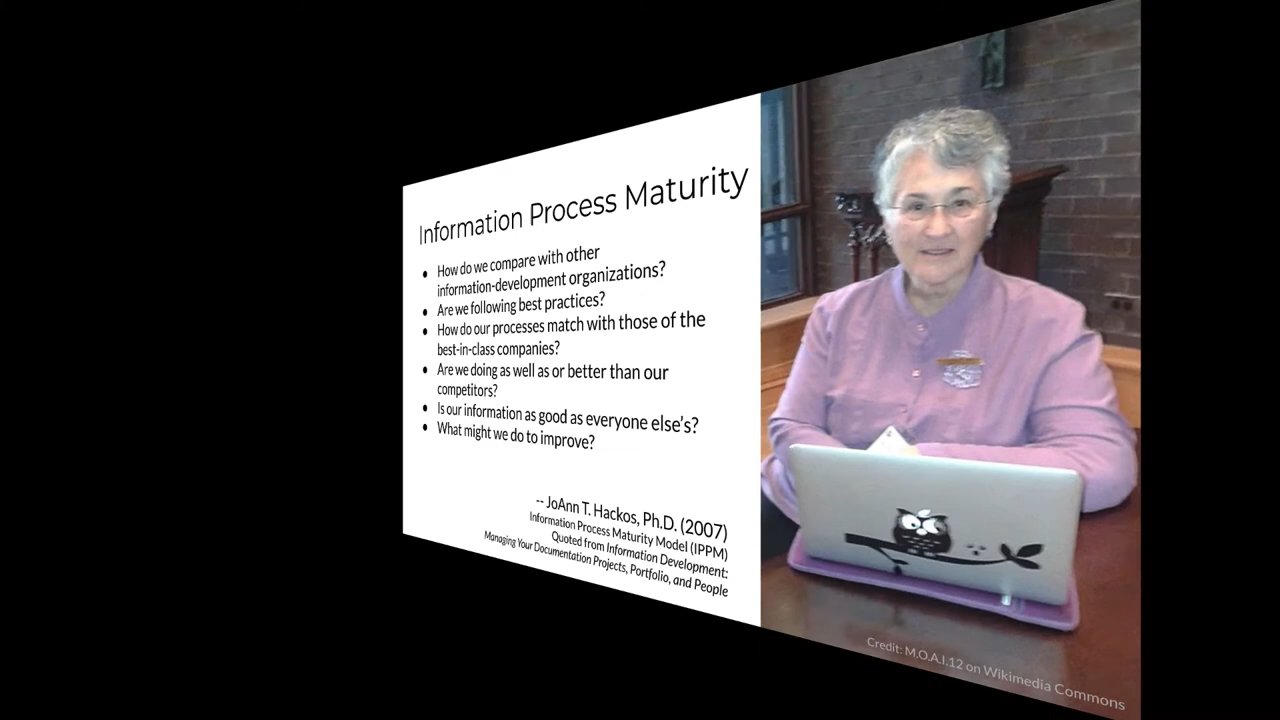 Information Process Maturity
• How do we compare with other
information-development organizations?
• Are we following best practices?
• How do our processes match with those of the
best-in-class companies?
• Are we doing as well as or better than our
competitors?
• Is our information as good as everyone else's?
• What might we do to improve?
-- JoAnn T. Hackos, Ph.D. (2007)
Information Process Maturity Model (IPPM)
Quoted from Information Development:
Managing Your Documentation Projects, Portfolio, and People
Credit: M.O.A.I.12 on Wikimedia Commons